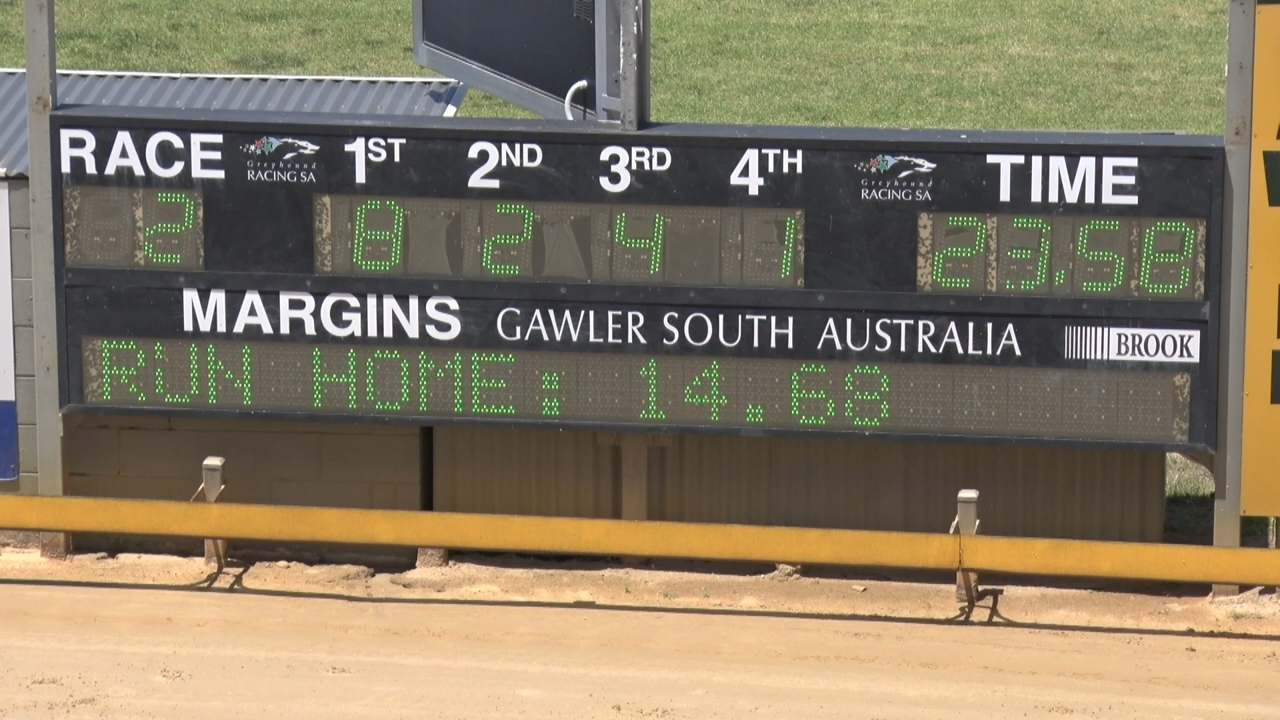 RACE Greyhound RACING SA 1ST 2ND 3RD 4TH Greyhound RACING SA TIME
2 8 2 4 1 23.58
MARGINS GAWLER SOUTH AUSTRALIA BROOK
RUN HOME: 14.68